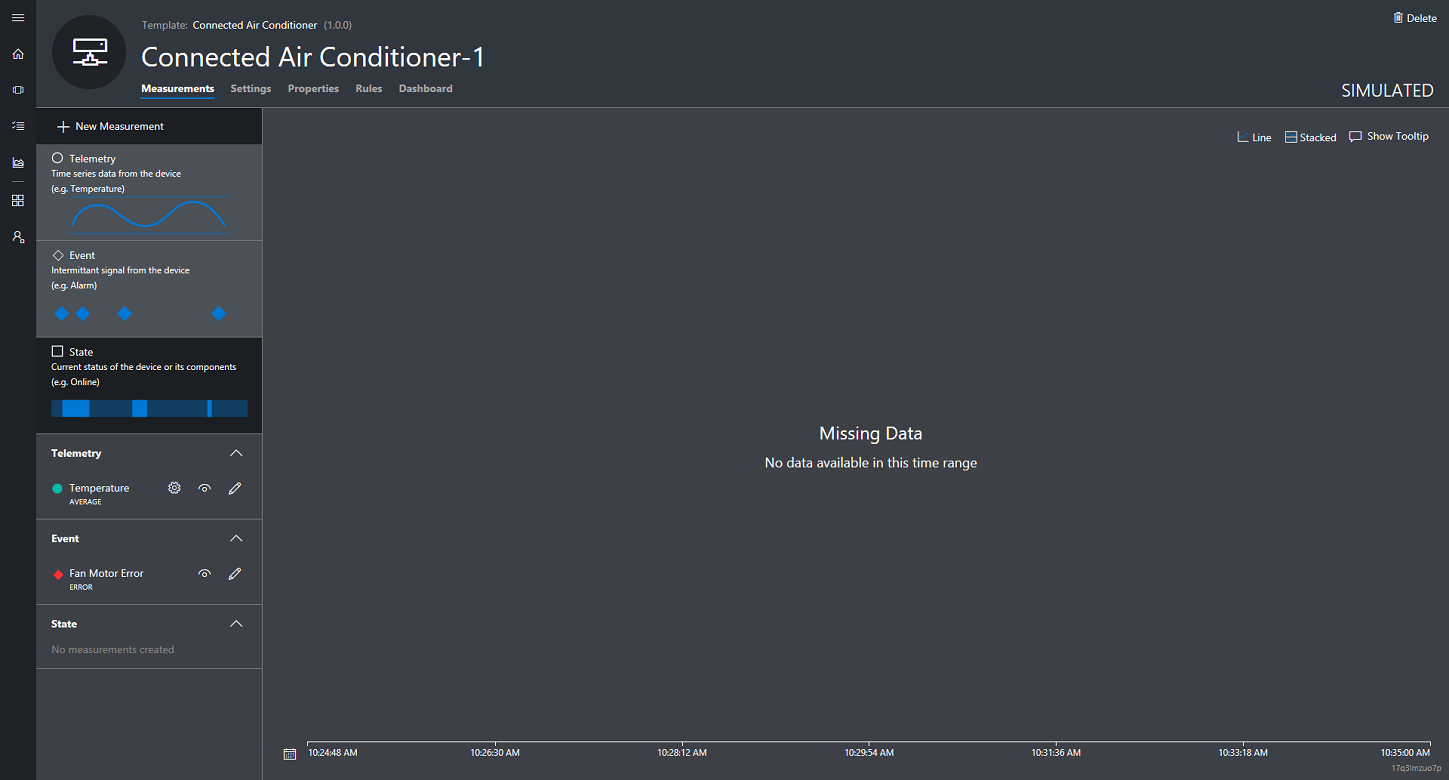 Template: Connected Air Conditioner (1.0.0)
Delete
Connected Air Conditioner-1
Measurements Settings Properties Rules Dashboard
SIMULATED
New Measurement
Line Stacked Show Tooltip
Telemetry
Time series data from the device
(e.g. Temperature)
Event
Intermittant signal from the device
(e.g. Alarm)
State
Current status of the device or its components
(e.g. Online)
Telemetry
Temperature
AVERAGE
Event
Fan Motor Error
ERROR
State
No measurements created
Missing Data
No data available in this time range
10:24:48 AM 10:26:30 AM 10:28:12 AM 10:29:54 AM 10:31:36 AM 10:33:18 AM 10:35:00 AM
17q3lmzuo7p